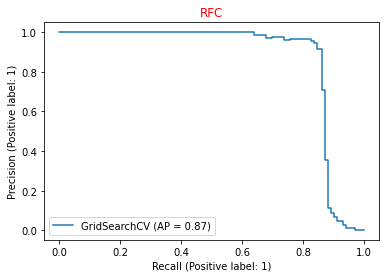 RFC
Precision (Positive label: 1)
1.0
0.8
0.6
0.4
0.2
0.0
GridSearchCV (AP = 0.87)
0.0 0.2 0.4 0.6 0.8 1.0
Recall (Positive label: 1)